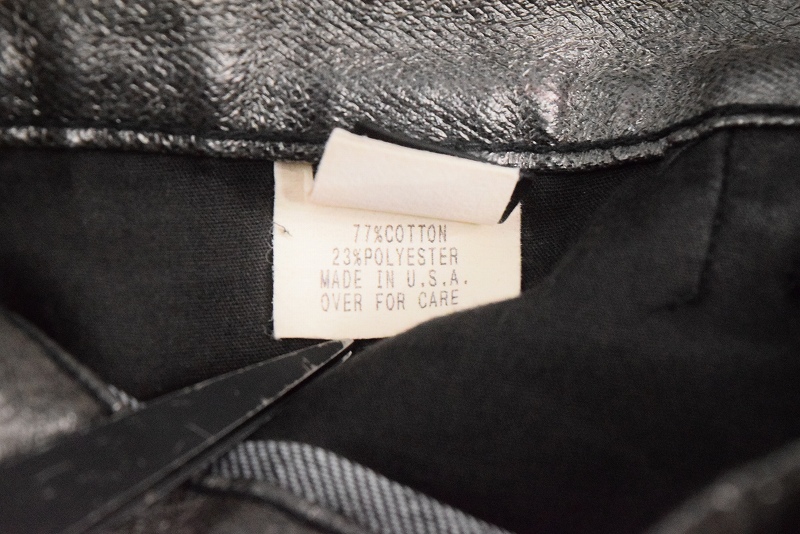 77%COTTON
23%POLYESTER
MADE IN U.S.A.
OVER FOR CARE